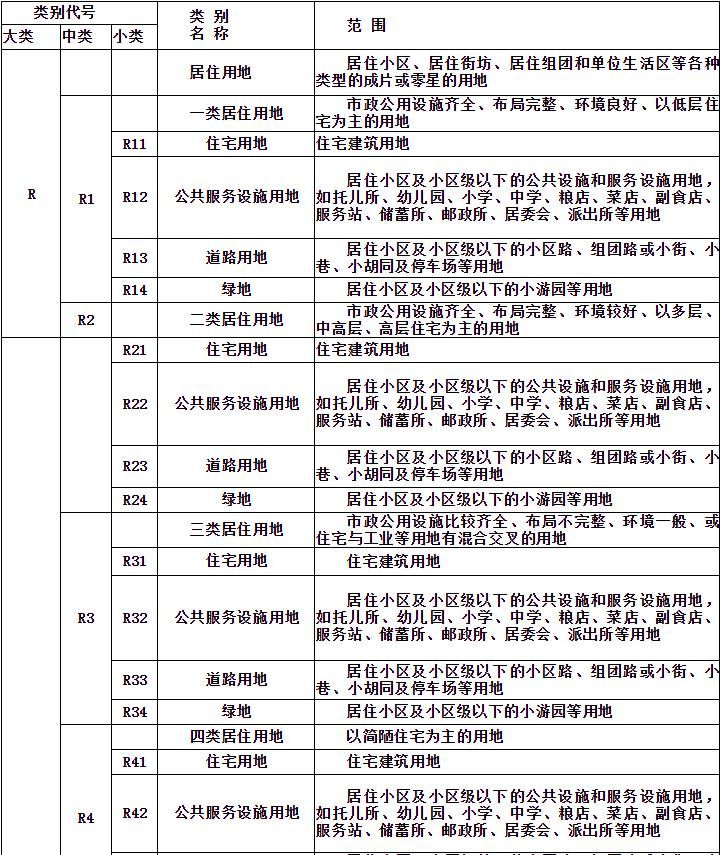 类别代号
类 别
名 称
范 围
大类
中类
小类
R
居住用地
居住小区、居住街坊、居住组团和单位生活区等各种
类型的成片或零星的用地
R1
一类居住用地
市政公用设施齐全、布局完整、环境良好、以低层住
宅为主的用地
R11
住宅用地
住宅建筑用地
R12
公共服务设施用地
居住小区及小区级以下的公共设施和服务设施用地，
如托儿所、幼儿园、小学、中学、粮店、菜店、副食店、
服务站、储蓄所、邮政所、居委会、派出所等用地
R13
道路用地
居住小区及小区级以下的小区路、组团路或小街、小
巷、小胡同及停车场等用地
R14
绿地
居住小区及小区级以下的小游园等用地
R2
二类居住用地
市政公用设施齐全、布局完整、环境较好、以多层、
中高层、高层住宅为主的用地
R21
住宅用地
住宅建筑用地
R22
公共服务设施用地
居住小区及小区级以下的公共设施和服务设施用地，
如托儿所、幼儿园、小学、中学、粮店、菜店、副食店、
服务站、储蓄所、邮政所、居委会、派出所等用地
R23
道路用地
居住小区及小区级以下的小区路、组团路或小街、小
巷、小胡同及停车场等用地
R24
绿地
居住小区及小区级以下的小游园等用地
R3
三类居住用地
市政公用设施比较齐全、布局不完整、环境一般、或
住宅与工业等用地有混合交叉的用地
R31
住宅用地
住宅建筑用地
R32
公共服务设施用地
居住小区及小区级以下的公共设施和服务设施用地，
如托儿所、幼儿园、小学、中学、粮店、菜店、副食店、
服务站、储蓄所、邮政所、居委会、派出所等用地
R33
道路用地
居住小区及小区级以下的小区路、组团路或小街、小
巷、小胡同及停车场等用地
R34
绿地
居住小区及小区级以下的小游园等用地
R4
四类居住用地
以简陋住宅为主的用地
R41
住宅用地
住宅建筑用地
R42
公共服务设施用地
居住小区及小区级以下的公共设施和服务设施用地，
如托儿所、幼儿园、小学、中学、粮店、菜店、副食店、
服务站、储蓄所、邮政所、居委会、派出所等用地